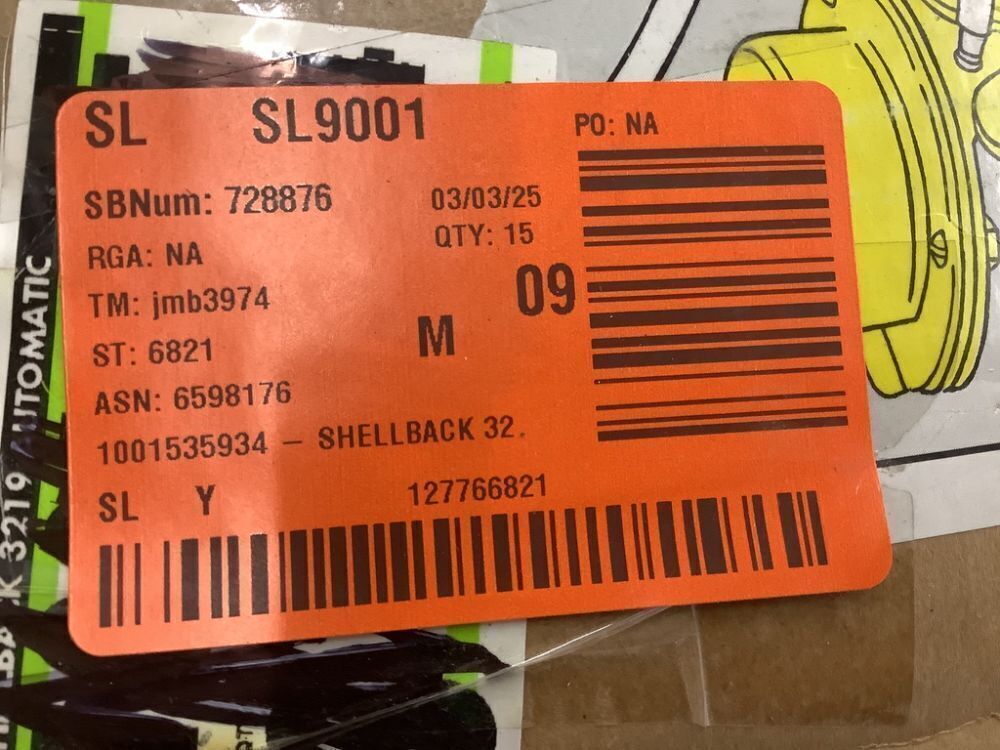 SL SL9001 PO: NA
SBNum: 728876 03/03/25
RGA: NA QTY: 15
TM: jmb3974 09
ST: 6821 M
ASN: 6598176
1001535934 – SHELLBACK 32.
SL Y 127766821
K 3219 AUTOMATIC